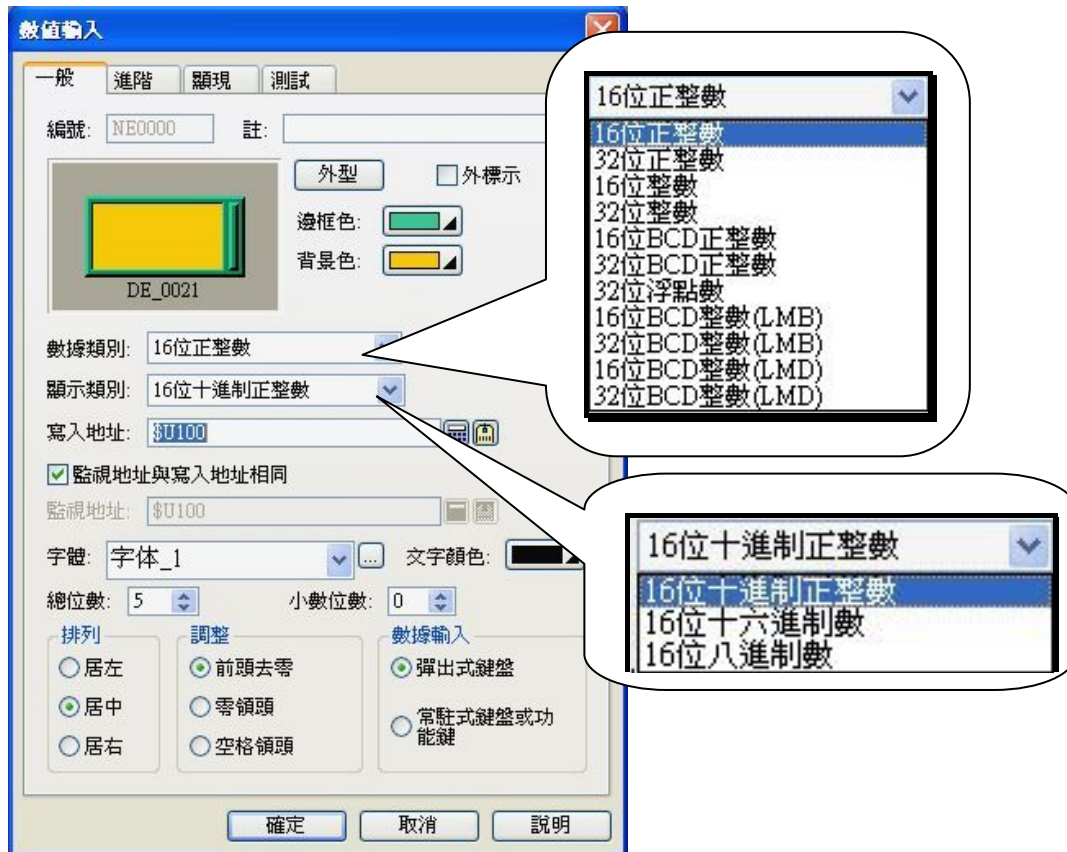 數值輸入
一般 進階 顯現 測試
編號: NE0000 註:
外型 外標示
邊框色:
背景色:
DE_0021
數據類別: 16位正整數
顯示類別: 16位十進制正整數
寫入地址: $U100
監視地址與寫入地址相同
監視地址: $U100
字體: 字体_1 ... 文字顏色:
總位數: 5 小數位數: 0
排列 調整 數據輸入
居左 前頭去零 彈出式鍵盤
居中 零領頭 常駐式鍵盤或功
能鍵
居右 空格領頭
確定 取消 説明
16位正整數
16位正整數
32位正整數
16位整數
32位整數
16位BCD正整數
32位BCD正整數
32位浮點數
16位BCD整數(LMB)
32位BCD整數(LMB)
16位BCD整數(LMD)
32位BCD整數(LMD)
16位十進制正整數
16位十進制正整數
16位十六進制數
16位八進制數